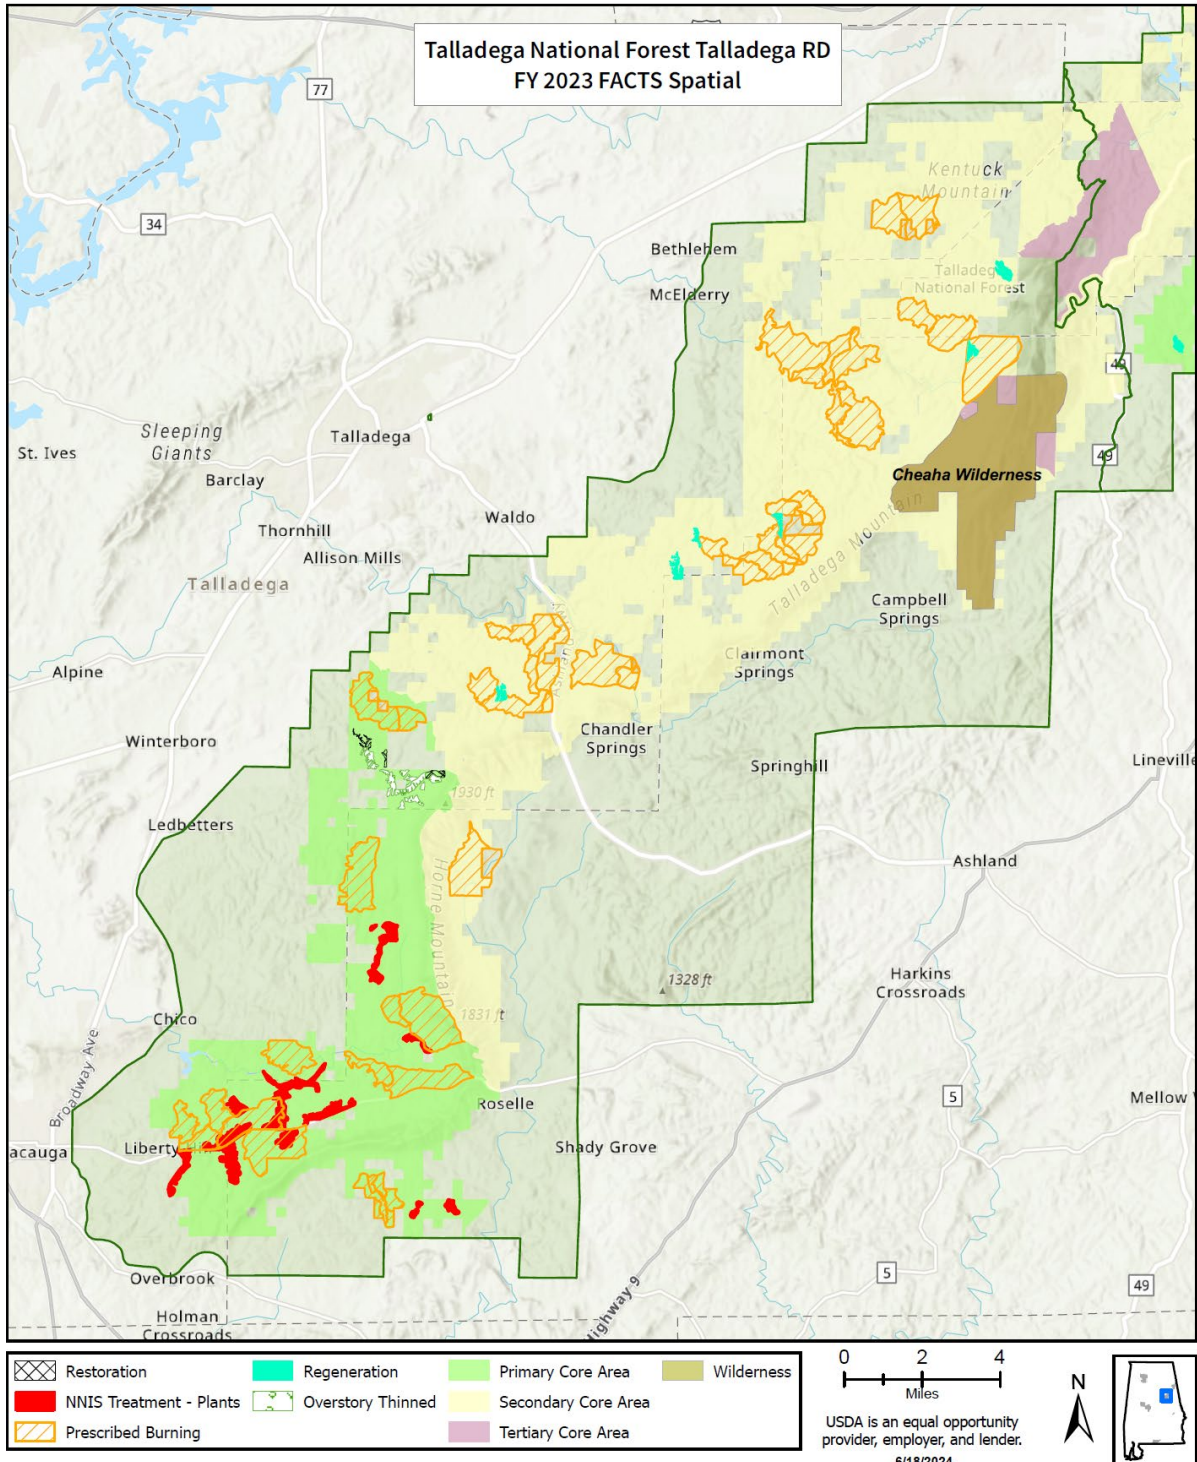 Talladega National Forest Talladega RD
FY 2023 FACTS Spatial
77
34
Kentuck
Mountain
Bethlehem
McElderry
Talladega
National Forest
49
Sleeping
Giants
St. Ives
Talladega
Barclay
49
Cheaha Wilderness
Waldo
Thornhill
Allison Mills
Talladega
Talladega Mountain
Campbell
Springs
Clairmont
Springs
Alpine
Winterboro
Chandler
Springs
Springhill
Lineville
1930 ft
Ledbetters
Ashland
Horne Mountain
1328 ft
Harkins
Crossroads
1831 ft
Chico
Broadway Ave
5
Mellow
Roselle
Liberty Hill
acauga
Shady Grove
Overbrook
5
49
Holman
Crossroads
Highway 9
Restoration
NNIS Treatment - Plants
Prescribed Burning
Regeneration
Overstory Thinned
Primary Core Area
Secondary Core Area
Tertiary Core Area
Wilderness
0 2 4
Miles
USDA is an equal opportunity
provider, employer, and lender.
6/18/2024
N